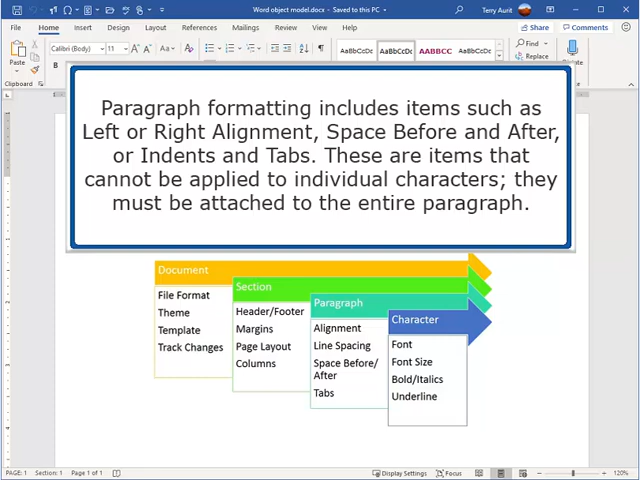 Word object model.docx - Saved to this PC
Terry Aurit
File Home Insert Draw Design Layout References Mailings Review View Developer Help
Share Comments
Paste
Clipboard
Calibri (Body) 11
B
AaBbCcDc AaBbCcDc AABBCC AaBbCcDc
Find
Replace
Paragraph formatting includes items such as
Left or Right Alignment, Space Before and After,
or Indents and Tabs. These are items that
cannot be applied to individual characters; they
must be attached to the entire paragraph.
Document
File Format
Theme
Template
Track Changes
Section
Header/Footer
Margins
Page Layout
Columns
Paragraph
Alignment
Line Spacing
Space Before/
After
Tabs
Character
Font
Font Size
Bold/Italics
Underline
PAGE: 1 Section: 1 Page 1 of 1
Display Settings Focus 120%